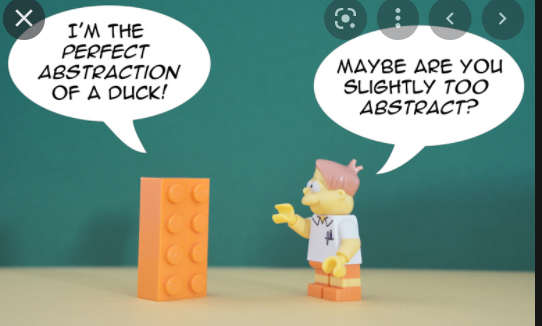 I'M THE
PERFECT
ABSTRACTION
OF A DUCK!
MAYBE ARE YOU
SLIGHTLY TOO
ABSTRACT?